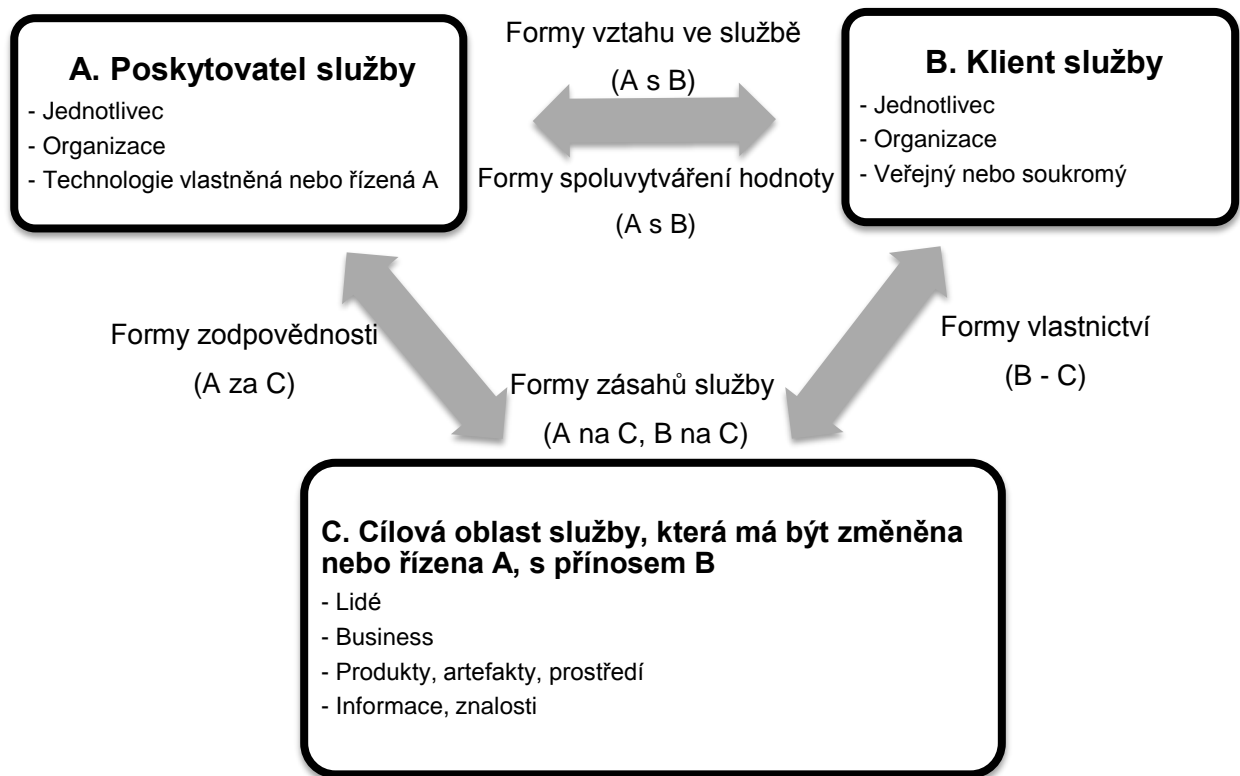 A. Poskytovatel služby
- Jednotlivec
- Organizace
- Technologie vlastněná nebo řízená A
Formy vztahu ve službě
(A s B)
Formy spoluvytváření hodnoty
(A s B)
B. Klient služby
- Jednotlivec
- Organizace
- Veřejný nebo soukromý
Formy zodpovědnosti
(A za C)
Formy zásahů služby
(A na C, B na C)
Formy vlastnictví
(B - C)
C. Cílová oblast služby, která má být změněna
nebo řízena A, s přínosem B
- Lidé
- Business
- Produkty, artefakty, prostředí
- Informace, znalosti